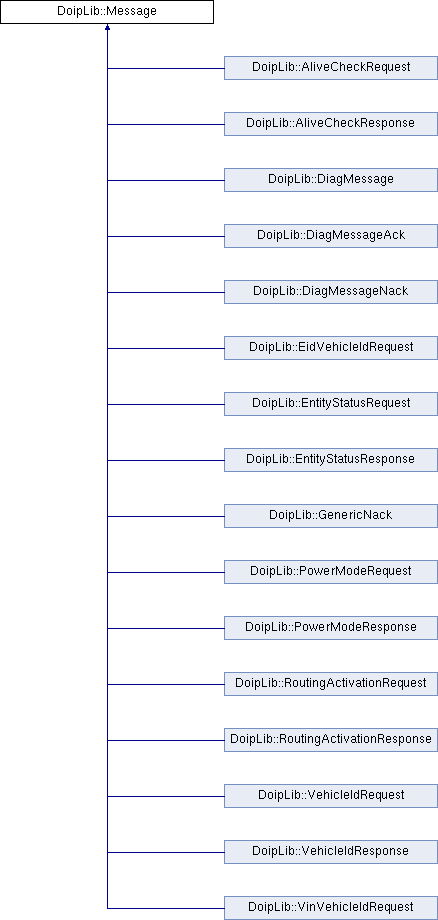 DoipLib::Message
DoipLib::AliveCheckRequest
DoipLib::AliveCheckResponse
DoipLib::DiagMessage
DoipLib::DiagMessageAck
DoipLib::DiagMessageNack
DoipLib::EidVehicleIdRequest
DoipLib::EntityStatusRequest
DoipLib::EntityStatusResponse
DoipLib::GenericNack
DoipLib::PowerModeRequest
DoipLib::PowerModeResponse
DoipLib::RoutingActivationRequest
DoipLib::RoutingActivationResponse
DoipLib::VehicleIdRequest
DoipLib::VehicleIdResponse
DoipLib::VinVehicleIdRequest